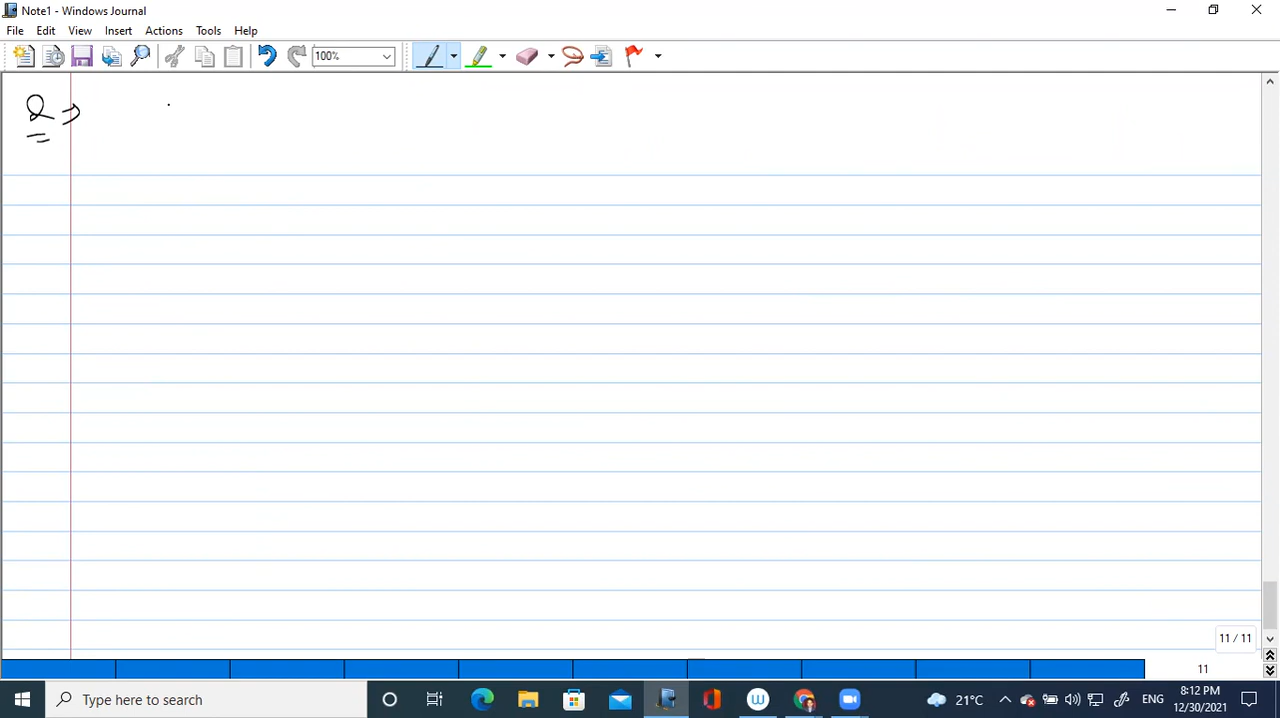 Note1 - Windows Journal
File Edit View Insert Actions Tools Help
100%
Q ⇒
11 / 11
11
Type here to search
21°C ENG
8:12 PM
12/30/2021